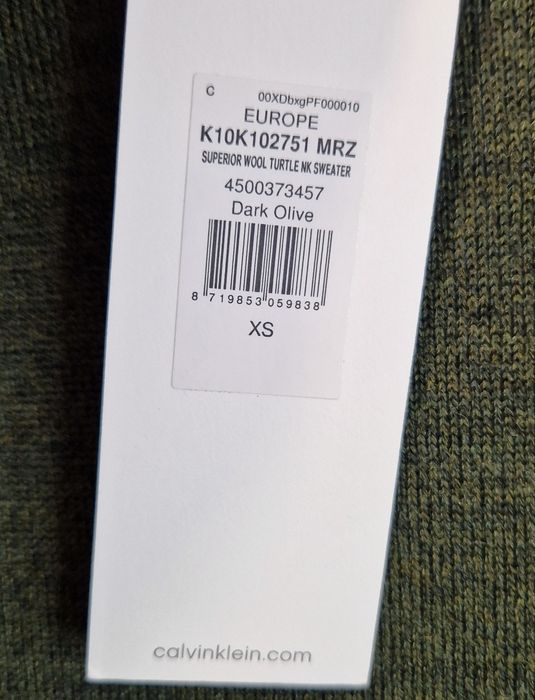 C 00XDbxgPF000010
EUROPE
K10K102751 MRZ
SUPERIOR WOOL TURTLE NK SWEATER
4500373457
Dark Olive
8 719853 059838
XS
calvinklein.com